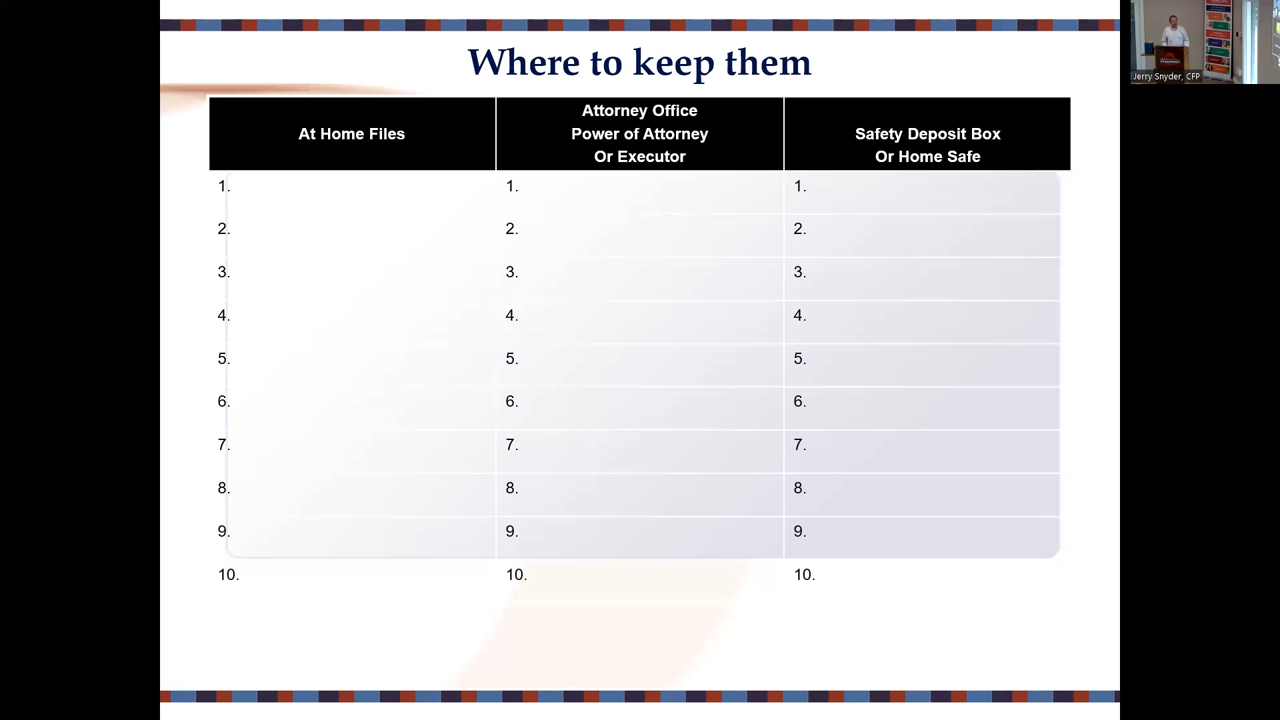 Where to keep them
At Home Files
Attorney Office
Power of Attorney
Or Executor
Safety Deposit Box
Or Home Safe
1. 1. 1.
2. 2. 2.
3. 3. 3.
4. 4. 4.
5. 5. 5.
6. 6. 6.
7. 7. 7.
8. 8. 8.
9. 9. 9.
10. 10. 10.
Jerry Snyder, CFP